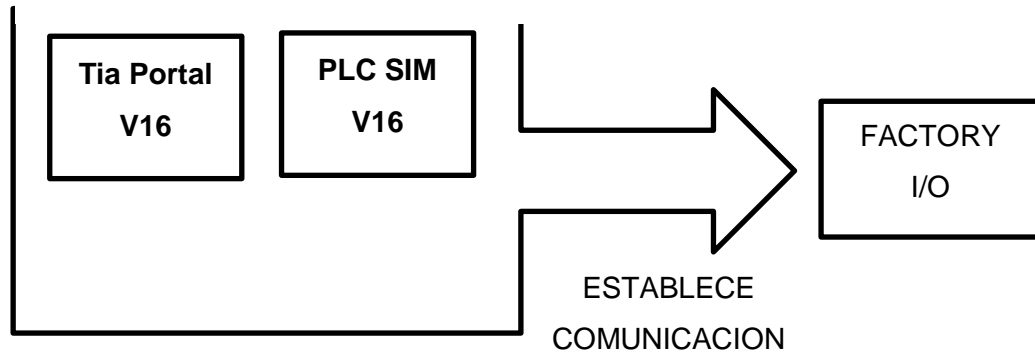 Tia Portal
V16
PLC SIM
V16
FACTORY
I/O
ESTABLECE
COMUNICACION